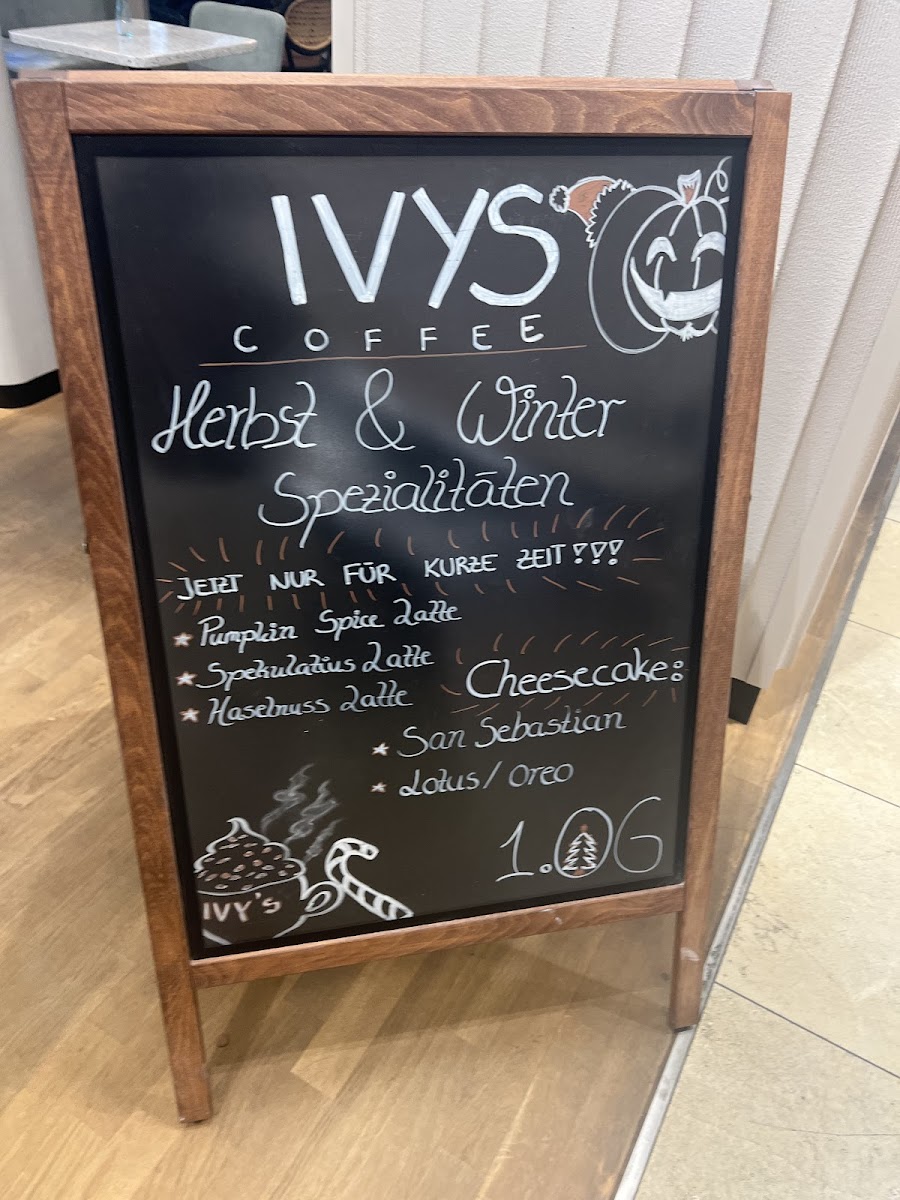 IVYS
COFFEE
Herbst & Winter
Spezialitäten
JETZT NUR FÜR KURZE ZEIT!!!
* Pumpkin Spice Latte
* Spekulatius Latte
* Haselnuss Latte
Cheesecake:
* San Sebastian
* Lotus/Oreo
IVY's
1.OG